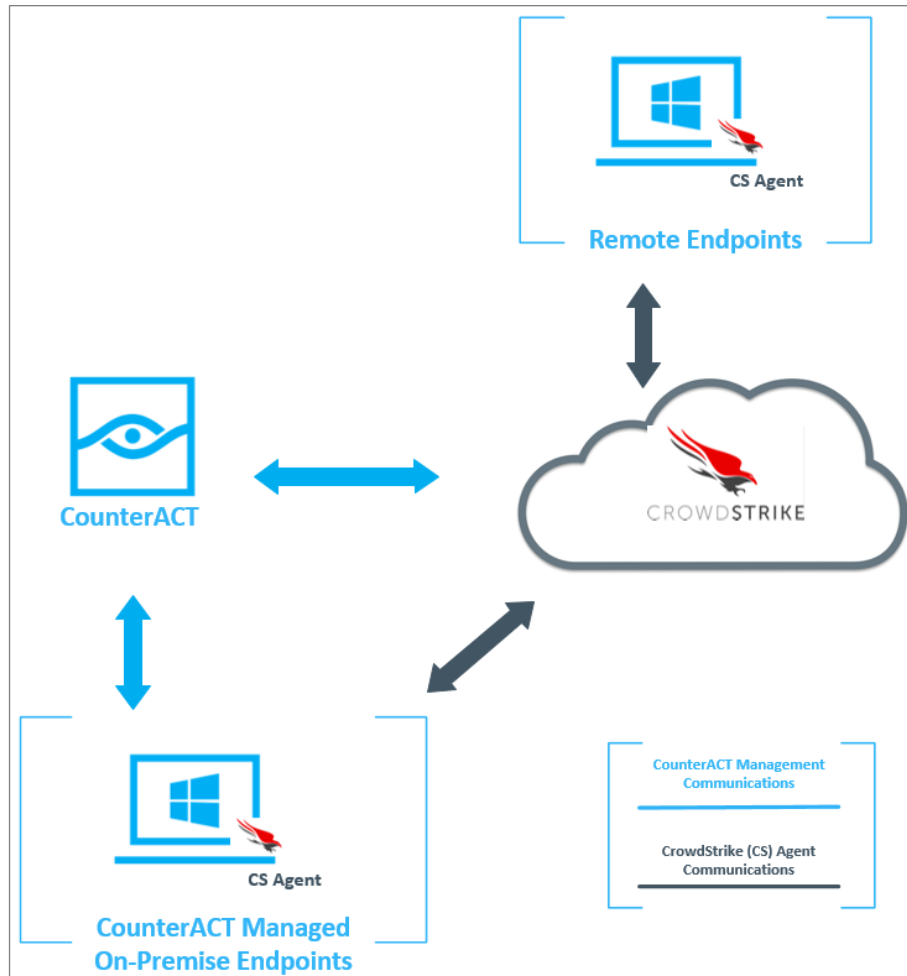 CS Agent
Remote Endpoints
CounterACT
CROWDSTRIKE
CS Agent
CounterACT Managed
On-Premise Endpoints
CounterACT Management
Communications
CrowdStrike (CS) Agent
Communications